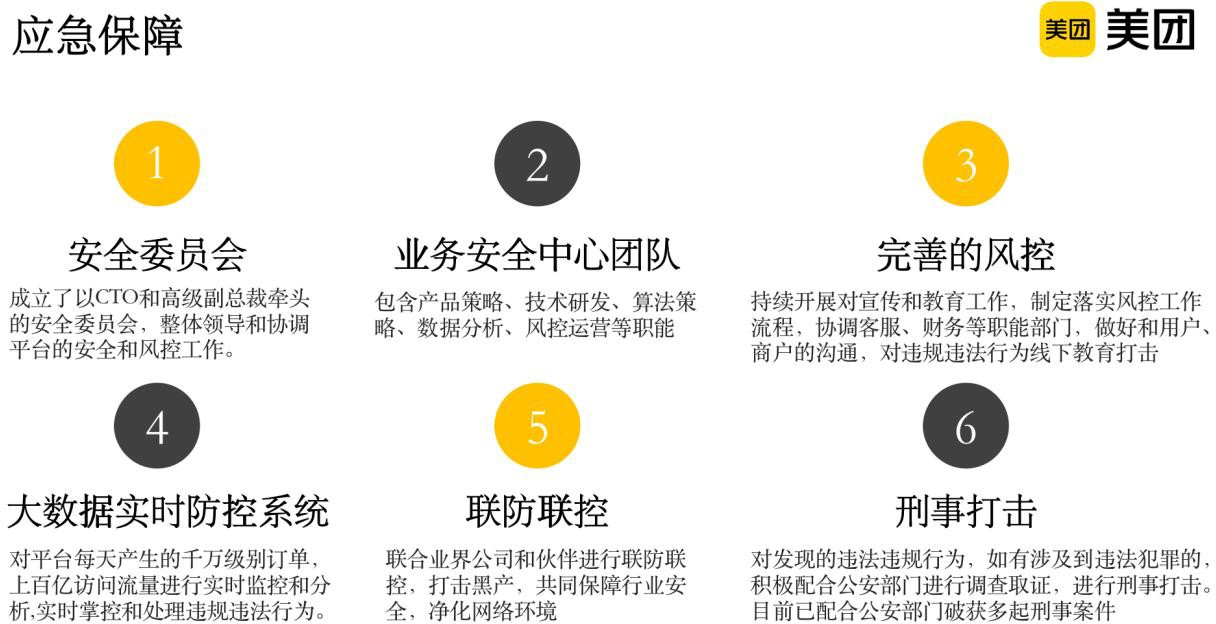 应急保障
美团 美团
1
安全委员会
成立了以CTO和高级副总裁牵头
的安全委员会，整体领导和协调
平台的安全和风控工作。
2
业务安全中心团队
包含产品策略、技术研发、算法策
略、数据分析、风控运营等职能
3
完善的风控
持续开展对宣传和教育工作，制定落实风控工作
流程，协调客服、财务等职能部门，做好和用户、
商户的沟通，对违规违法行为线下教育打击
4
大数据实时防控系统
对平台每天产生的千万级别订单，
上百亿访问流量进行实时监控和分
析,实时掌控和处理违规违法行为。
5
联防联控
联合业界公司和伙伴进行联防联
控，打击黑产，共同保障行业安
全，净化网络环境
6
刑事打击
对发现的违法违规行为，如有涉及到违法犯罪的，
积极配合公安部门进行调查取证，进行刑事打击。
目前已配合公安部门破获多起刑事案件